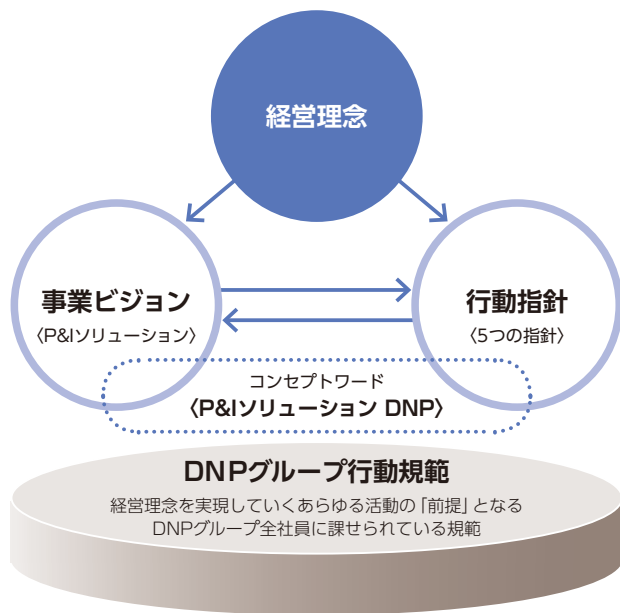 経営理念
事業ビジョン
〈P&Iソリューション〉
行動指針
〈5つの指針〉
コンセプトワード
〈P&Iソリューション DNP〉
DNPグループ行動規範
経営理念を実現していくあらゆる活動の「前提」となる
DNPグループ全社員に課せられている規範